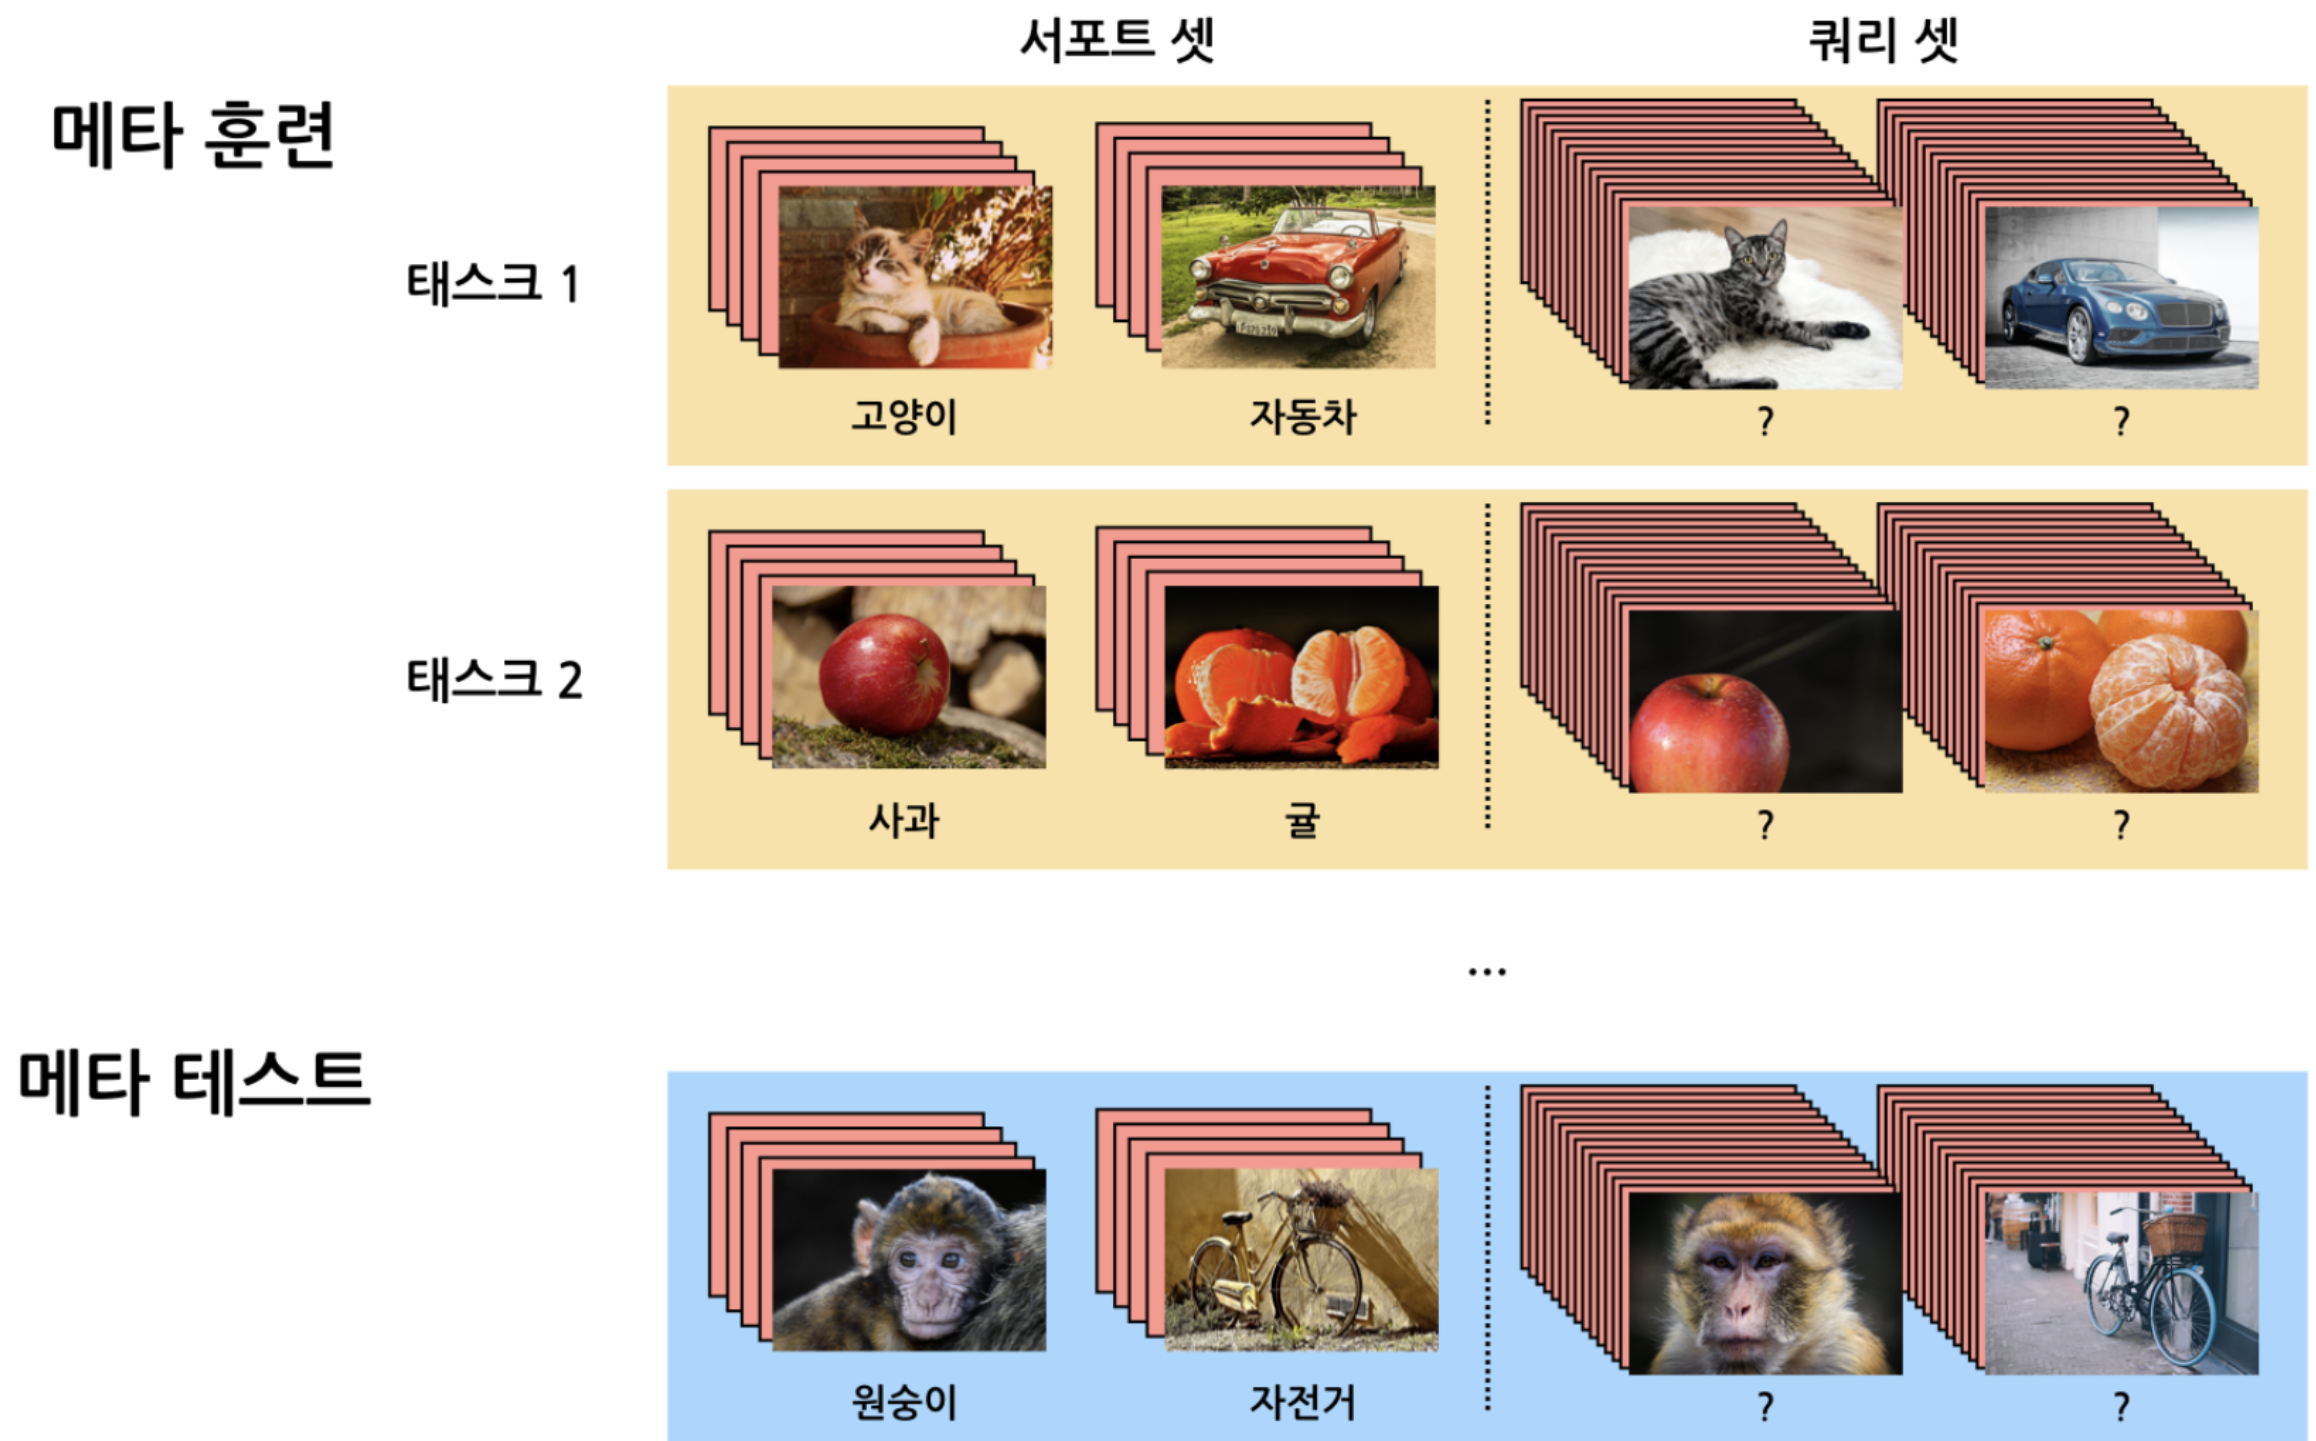 서포트 셋
쿼리 셋
메타 훈련
태스크 1
고양이
자동차
?
?
태스크 2
사과
귤
?
?
...
메타 테스트
원숭이
자전거
?
?